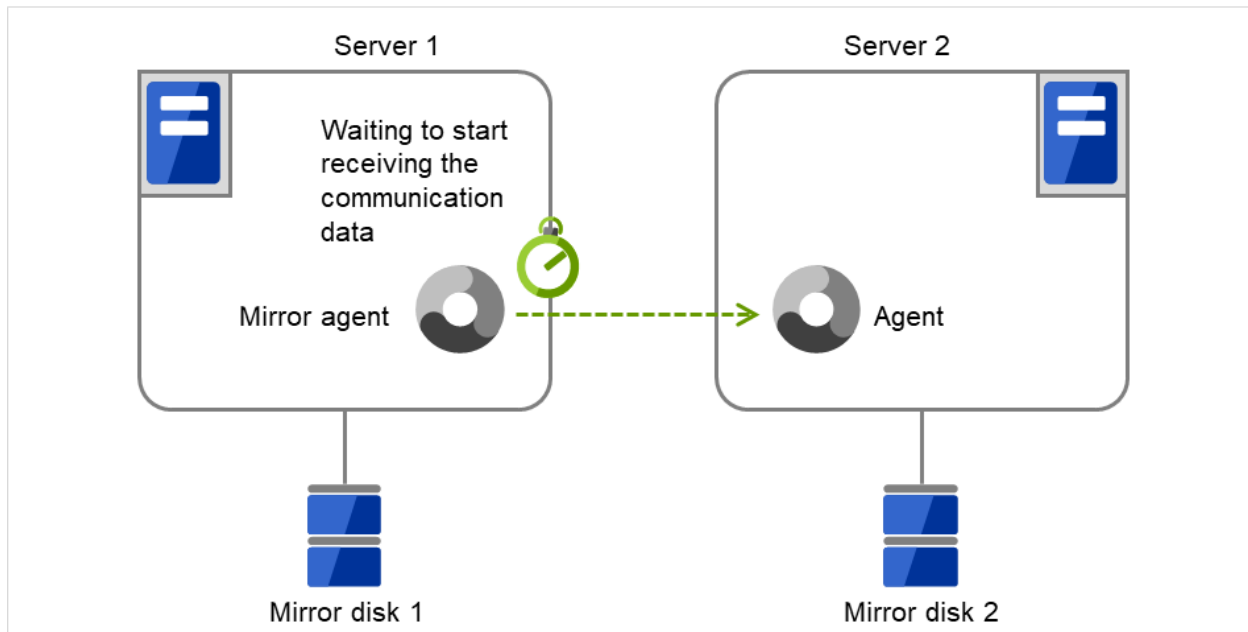 Server 1
Server 2
Waiting to start
receiving the
communication
data
Mirror agent
Agent
Mirror disk 1
Mirror disk 2